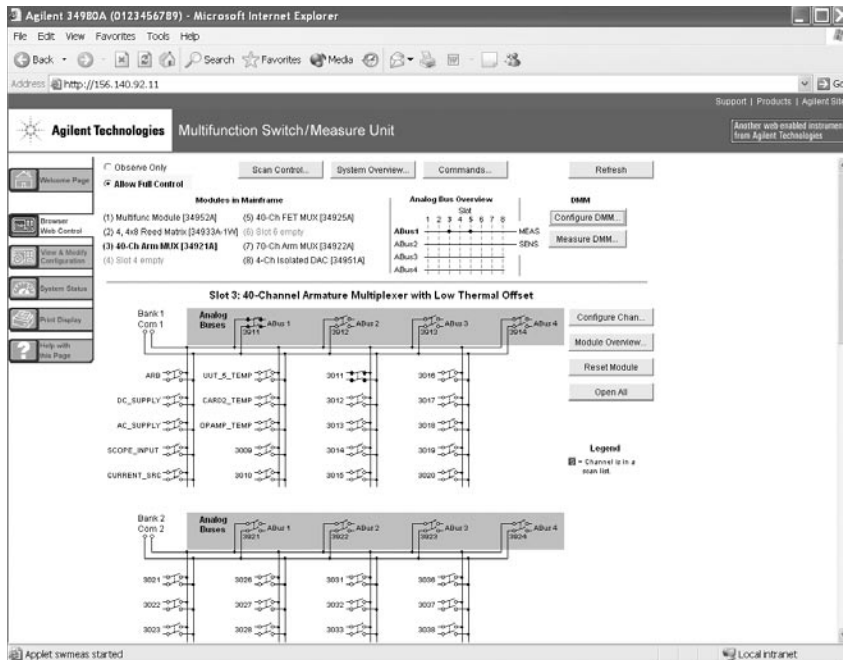 Agilent 34980A (0123456789) - Microsoft Internet Explorer
File Edit View Favorites Tools Help
Back Search Favorites Media
Address http://156.140.92.11 Go
Support | Products | Agilent Site
Agilent Technologies Multifunction Switch/Measure Unit
Another web-enabled instrument
from Agilent Technologies
Welcome Page
Browser
Web Control
View & Modify
Configuration
System Status
Print Display
Help with
this Page
Observe Only
Allow Full Control
Scan Control... System Overview... Commands... Refresh
Modules in Mainframe
(1) Multifunc Module [34952A] (5) 40-Ch FET MUX [34925A]
(2) 4, 4x8 Reed Matrix [34933A-1W] (6) Slot 6 empty
(3) 40-Ch Arm MUX [34921A] (7) 70-Ch Arm MUX [34922A]
(4) Slot 4 empty (8) 4-Ch Isolated DAC [34951A]
Analog Bus Overview
Slot
1 2 3 4 5 6 7 8
ABus1 MEAS
ABus2 SENS
ABus3
ABus4
DMM
Configure DMM...
Measure DMM...
Slot 3: 40-Channel Armature Multiplexer with Low Thermal Offset
Bank 1
Com 1
Analog
Buses
ABus 1 ABus 2 ABus 3 ABus 4
3911 3912 3913 3914
Configure Chan...
Module Overview...
Reset Module
Open All
ARB UUT_5_TEMP 3011 3016
DC_SUPPLY CARD2_TEMP 3012 3017
AC_SUPPLY OPAMP_TEMP 3013 3018
SCOPE_INPUT 3009 3014 3019
CURRENT_SRC 3010 3015 3020
Legend
= Channel is in a
scan list.
Bank 2
Com 2
Analog
Buses
ABus 1 ABus 2 ABus 3 ABus 4
3921 3922 3923 3924
3021 3026 3031 3036
3022 3027 3032 3037
3023 3028 3033 3038
Applet swmeas started Local intranet